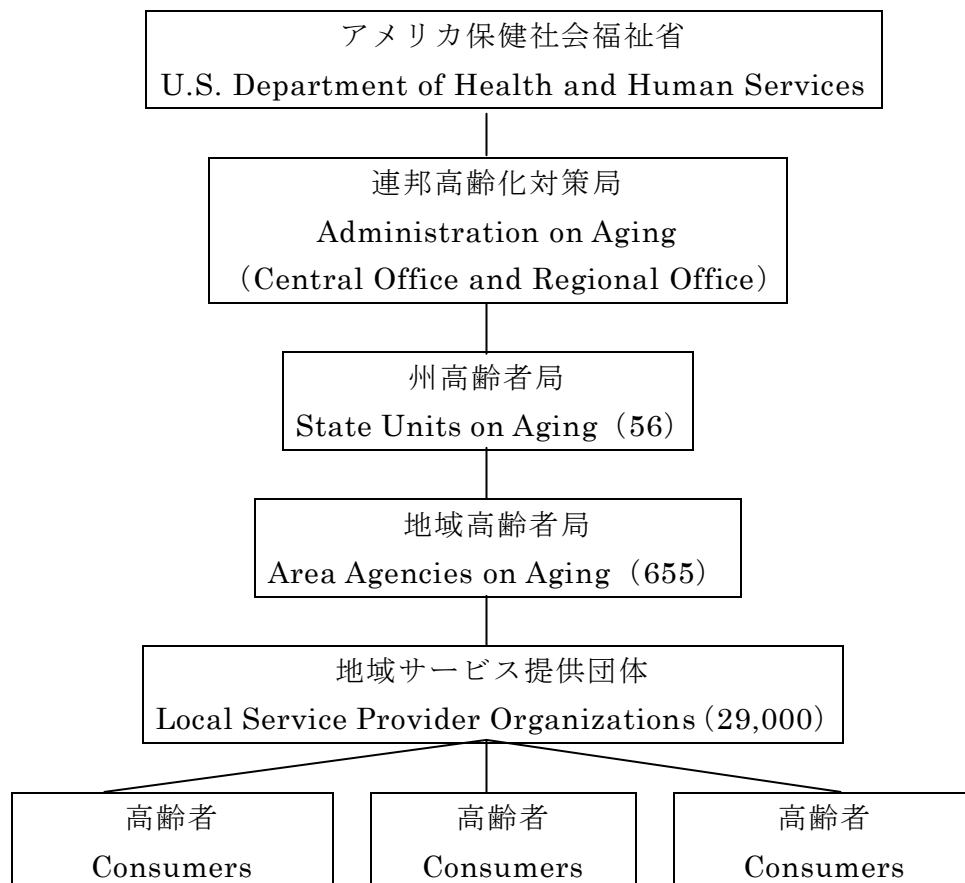 アメリカ保健社会福祉省
U.S. Department of Health and Human Services
連邦高齢化対策局
Administration on Aging
（Central Office and Regional Office）
州高齢者局
State Units on Aging（56）
地域高齢者局
Area Agencies on Aging（655）
地域サービス提供団体
Local Service Provider Organizations（29,000）
高齢者
Consumers
高齢者
Consumers
高齢者
Consumers